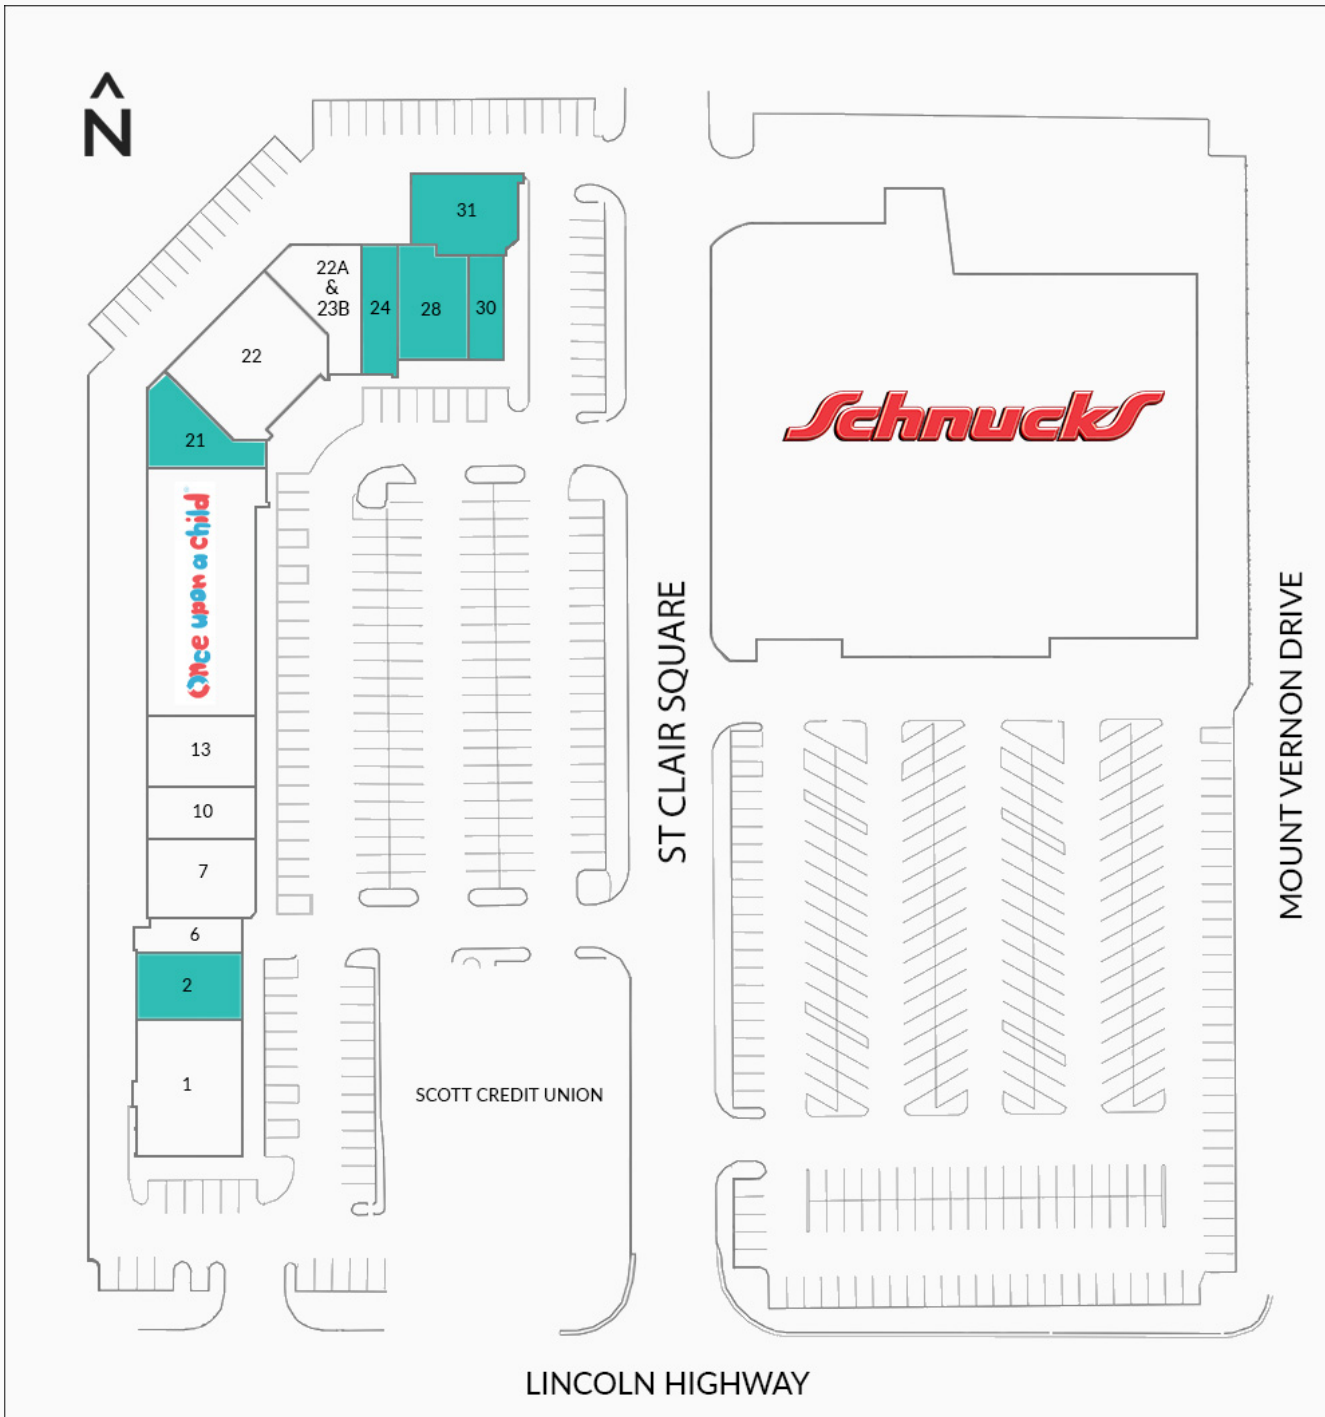 N
31
22A
&
23B
24
28
30
22
21
Schnucks
Once upon a child
13
10
7
6
2
1
ST CLAIR SQUARE
MOUNT VERNON DRIVE
SCOTT CREDIT UNION
LINCOLN HIGHWAY